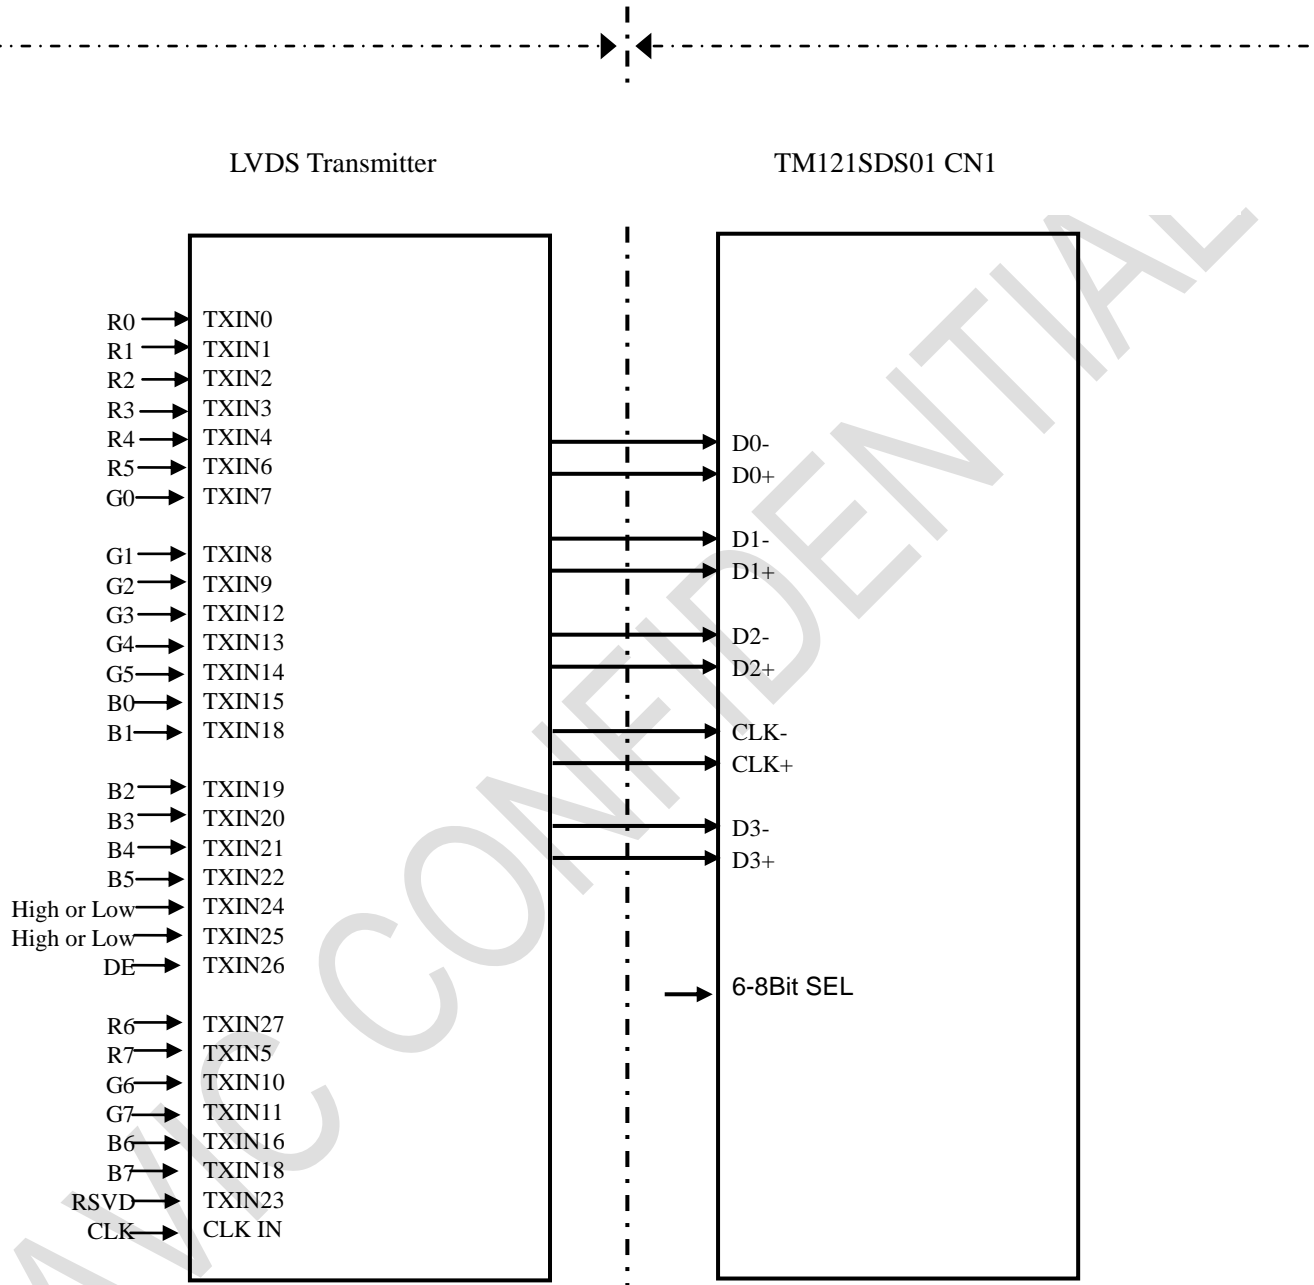 LVDS Transmitter
TM121SDS01 CN1
R0 TXIN0
R1 TXIN1
R2 TXIN2
R3 TXIN3
R4 TXIN4
R5 TXIN6
G0 TXIN7
G1 TXIN8
G2 TXIN9
G3 TXIN12
G4 TXIN13
G5 TXIN14
B0 TXIN15
B1 TXIN18
B2 TXIN19
B3 TXIN20
B4 TXIN21
B5 TXIN22
High or Low TXIN24
High or Low TXIN25
DE TXIN26
R6 TXIN27
R7 TXIN5
G6 TXIN10
G7 TXIN11
B6 TXIN16
B7 TXIN18
RSVD TXIN23
CLK CLK IN
D0-
D0+
D1-
D1+
D2-
D2+
CLK-
CLK+
D3-
D3+
6-8Bit SEL
AVIC CONFIDENTIAL